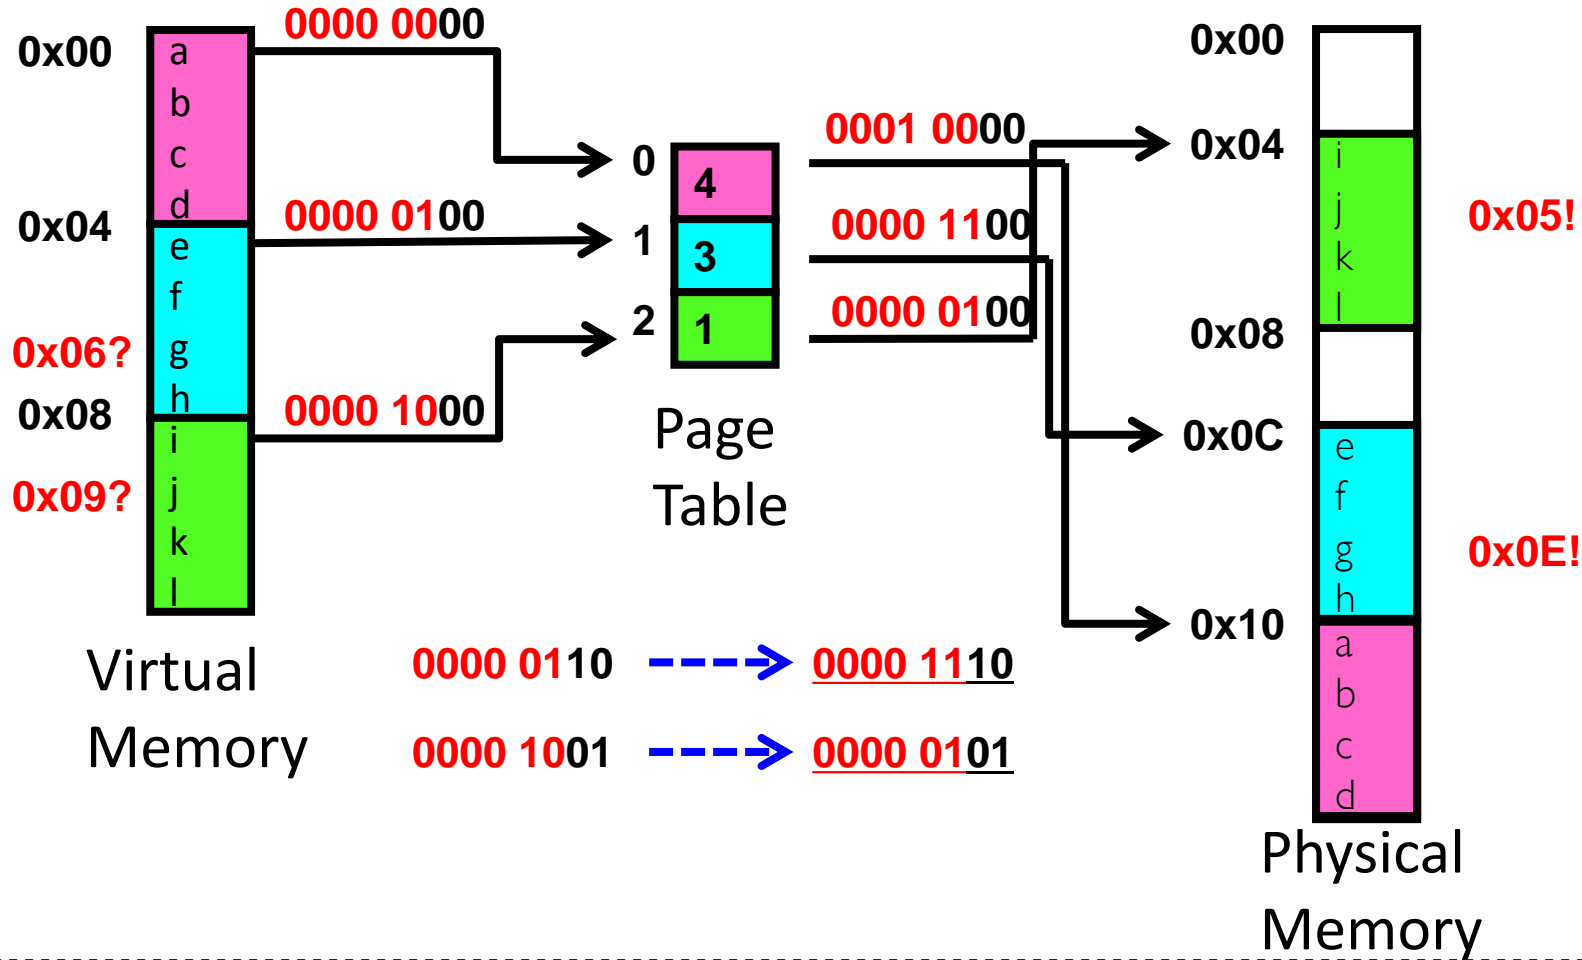 0x00
a
b
c
d
0x04
e
f
0x06?
g
h
0x08
i
0x09?
j
k
l
Virtual
Memory
0000 0000
0000 0100
0000 1000
0
4
1
3
2
1
Page
Table
0001 0000
0000 1100
0000 0100
0000 0110
0000 1110
0000 1001
0000 0101
0x00
0x04
i
j
0x05!
k
l
0x08
0x0C
e
f
g
0x0E!
h
0x10
a
b
c
d
Physical
Memory